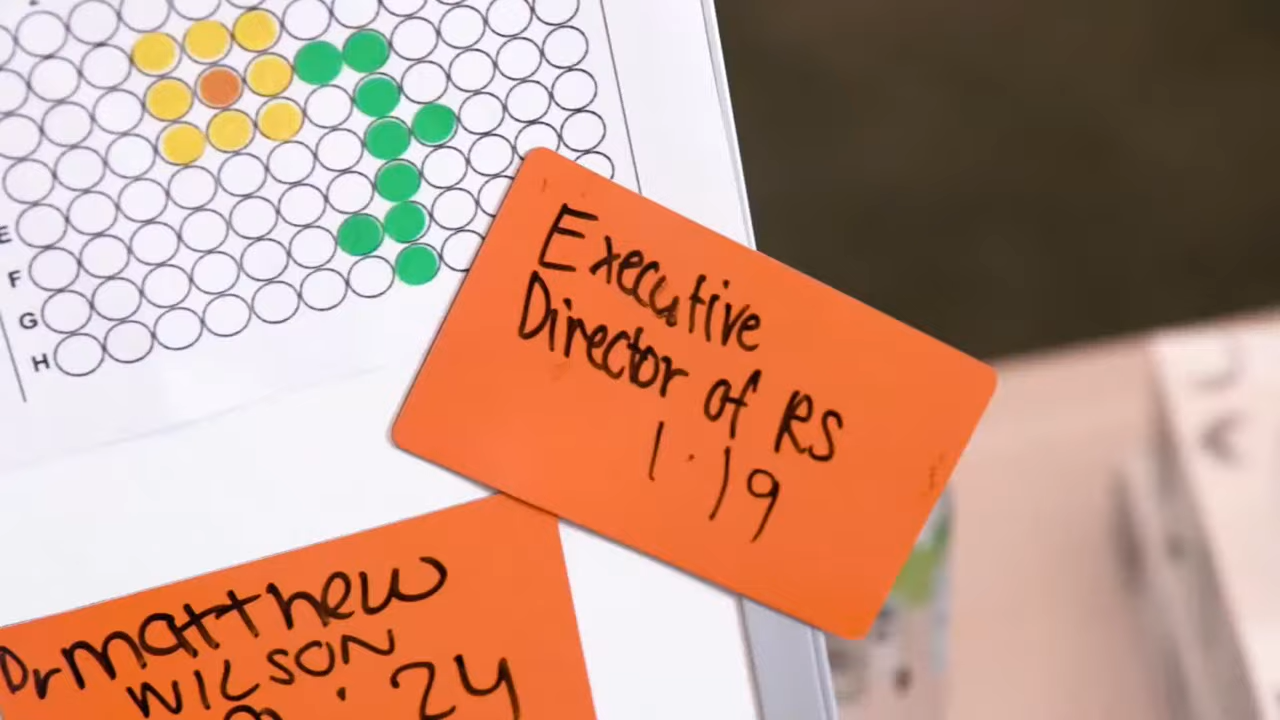 E
F
G
H
Executive
Director of RS
1·19
Dr matthew
WILSON
24